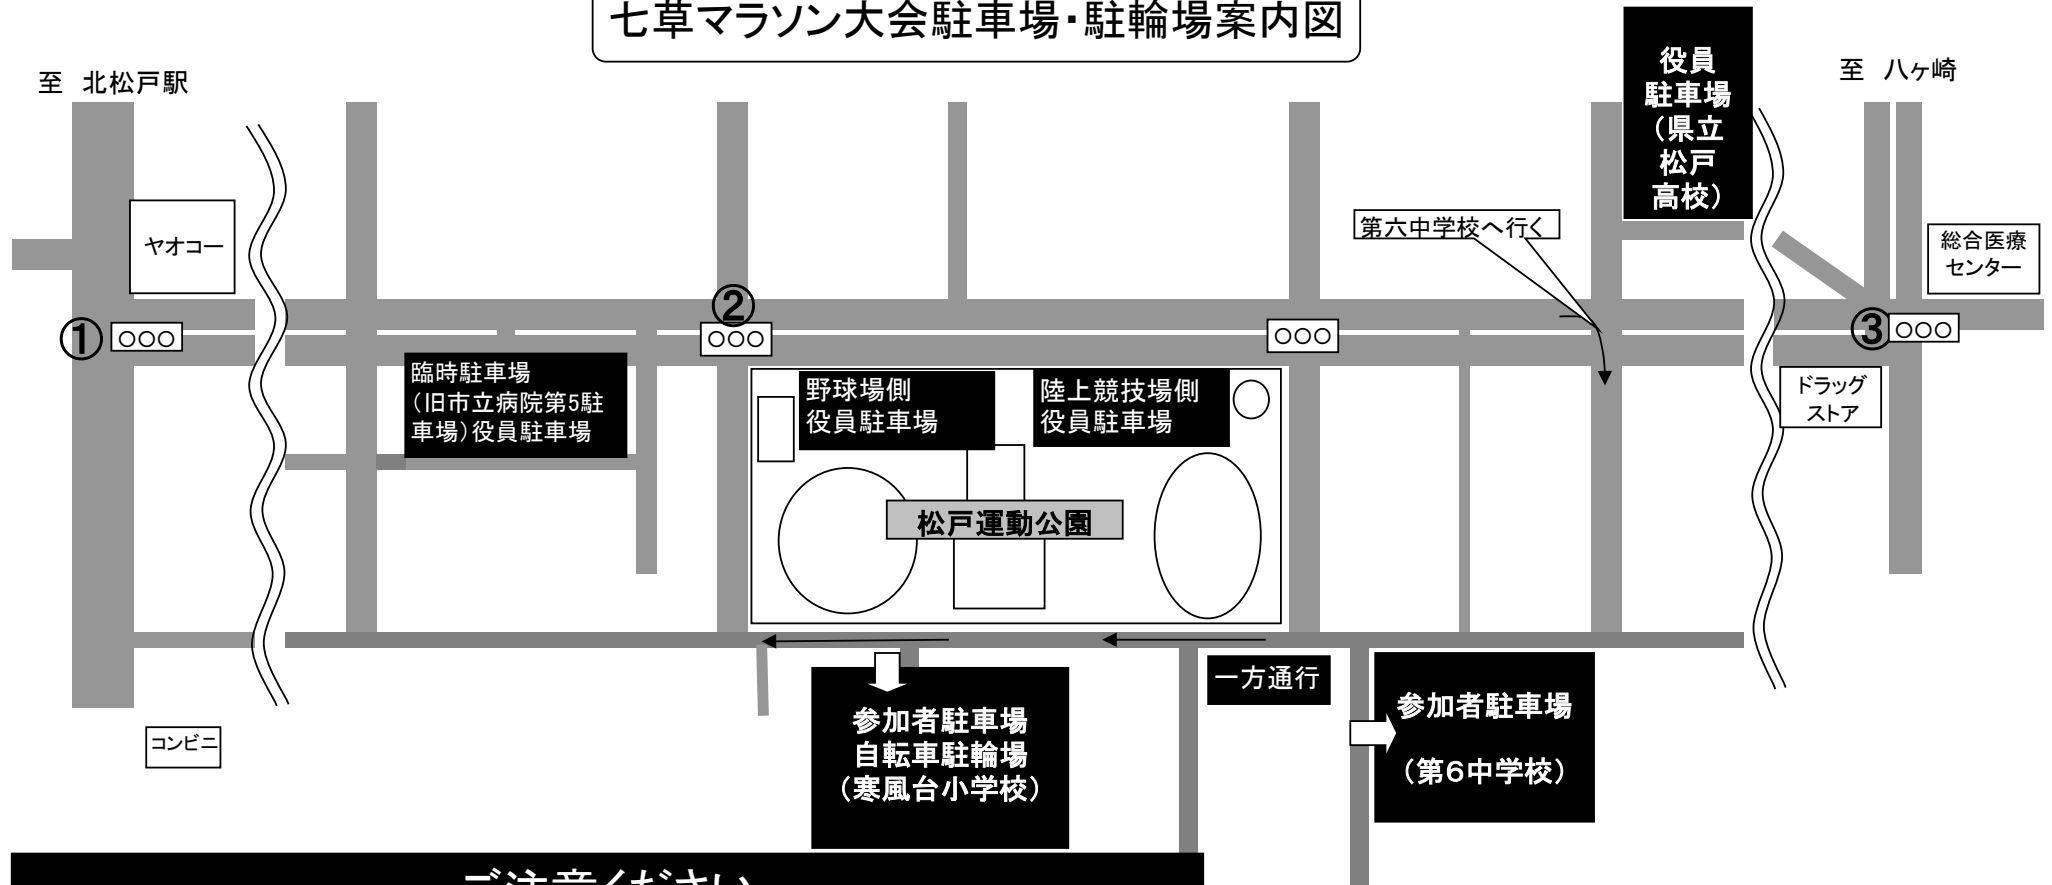 七草マラソン大会駐車場・駐輪場案内図
至　北松戸駅
役員
駐車場
（県立
松戸
高校）
至　八ヶ崎
ヤオコー
第六中学校へ行く
総合医療
センター
①
②
③
臨時駐車場
（旧市立病院第5駐
車場）役員駐車場
野球場側
役員駐車場
陸上競技場側
役員駐車場
ドラッグ
ストア
松戸運動公園
一方通行
参加者駐車場
自転車駐輪場
（寒風台小学校）
参加者駐車場
（第６中学校）
コンビニ
ご注意ください